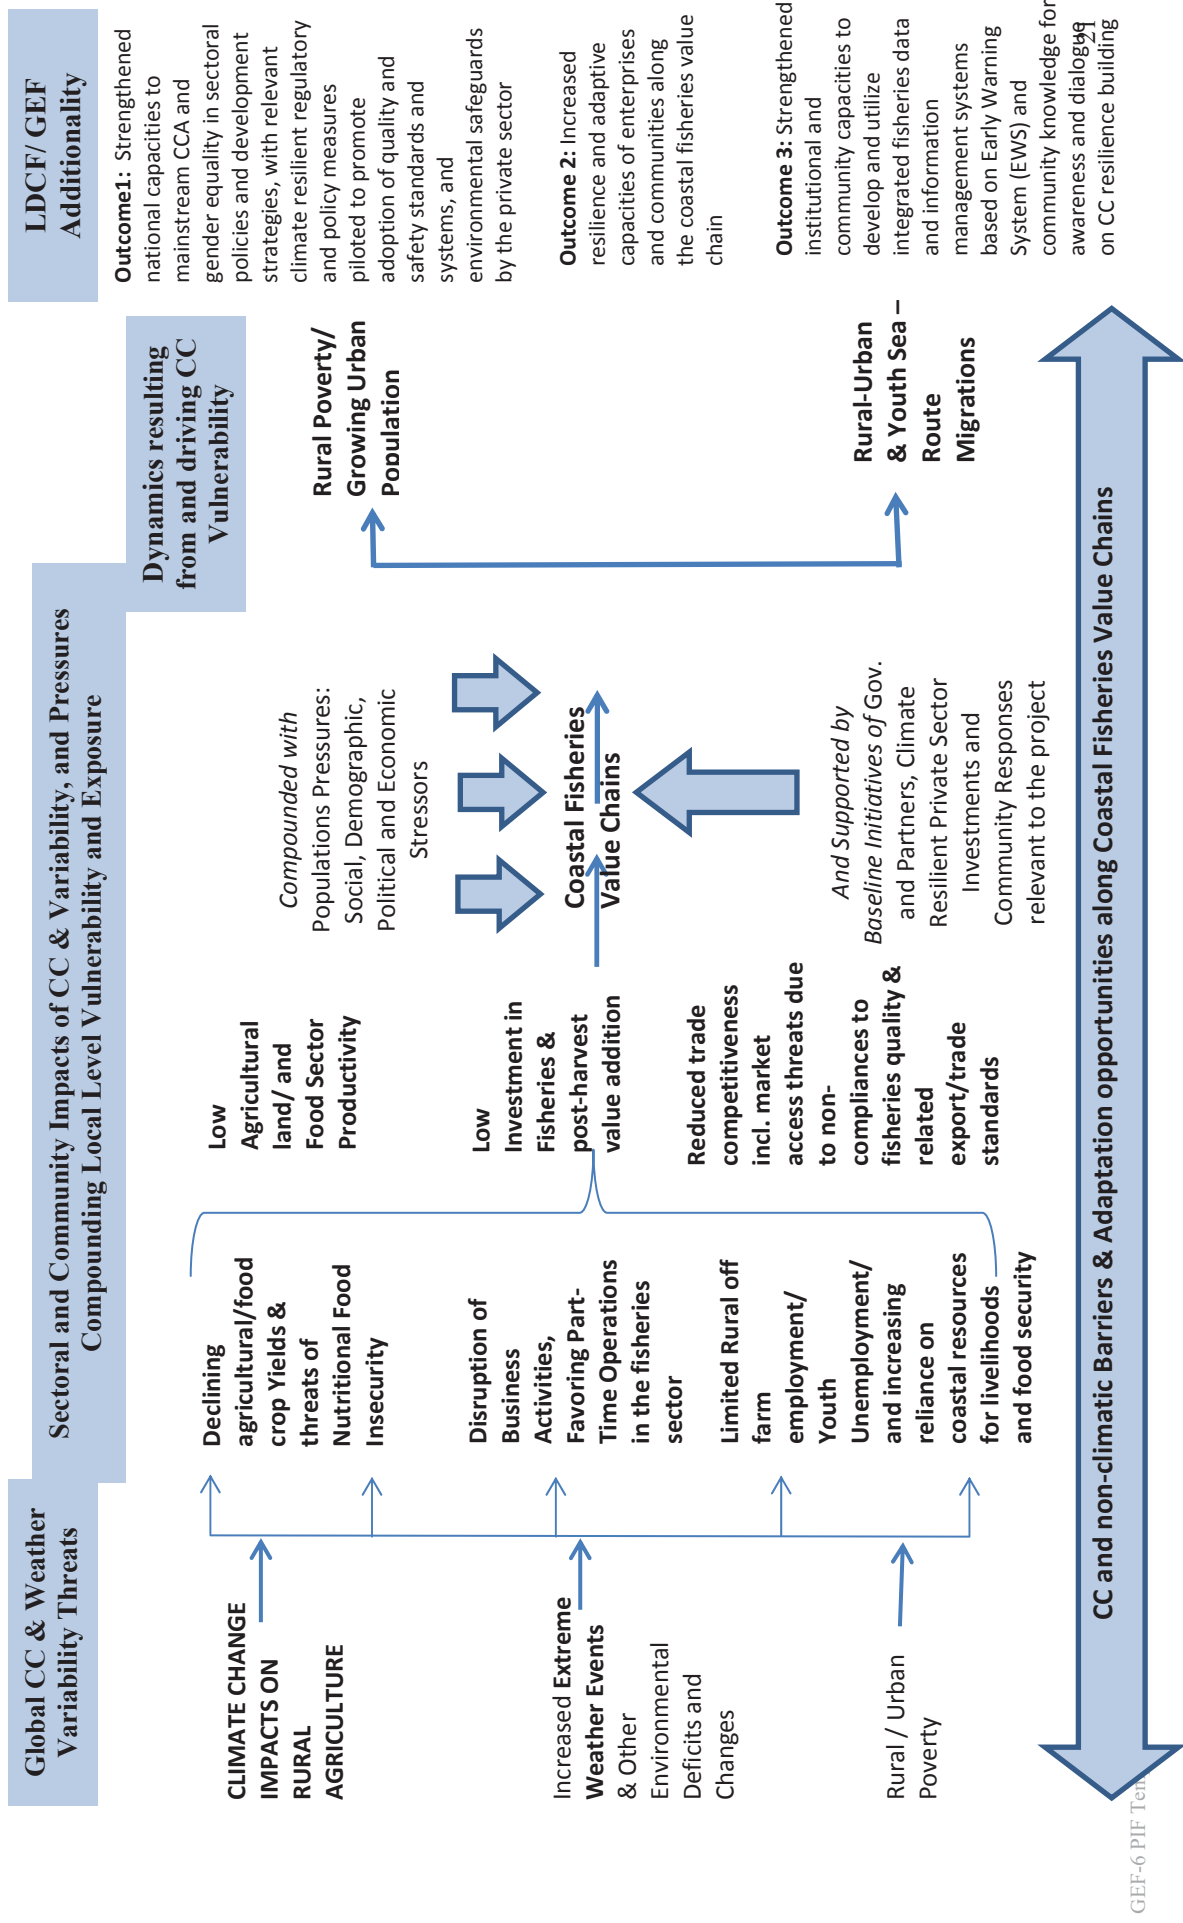 Global CC & Weather
Variability Threats
Sectoral and Community Impacts of CC & Variability, and Pressures
Compounding Local Level Vulnerability and Exposure
Dynamics resulting
from and driving CC
Vulnerability
LDCF/ GEF
Additionality
CLIMATE CHANGE
IMPACTS ON
RURAL
AGRICULTURE
Increased Extreme
Weather Events
& Other
Environmental
Deficits and
Changes
Rural / Urban
Poverty
Declining
agricultural/food
crop Yields &
threats of
Nutritional Food
Insecurity
Disruption of
Business
Activities,
Favoring Part-
Time Operations
in the fisheries
sector
Limited Rural off
farm
employment/
Youth
Unemployment/
and increasing
reliance on
coastal resources
for livelihoods
and food security
Low
Agricultural
land/ and
Food Sector
Productivity
Low
Investment in
Fisheries &
post-harvest
value addition
Reduced trade
competitiveness
incl. market
access threats due
to non-
compliances to
fisheries quality &
related
export/trade
standards
Compounded with
Populations Pressures:
Social, Demographic,
Political and Economic
Stressors
Coastal Fisheries
Value Chains
And Supported by
Baseline Initiatives of Gov.
and Partners, Climate
Resilient Private Sector
Investments and
Community Responses
relevant to the project
Rural Poverty/
Growing Urban
Population
Rural-Urban
& Youth Sea –
Route
Migrations
Outcome1: Strengthened
national capacities to
mainstream CCA and
gender equality in sectoral
policies and development
strategies, with relevant
climate resilient regulatory
and policy measures
piloted to promote
adoption of quality and
safety standards and
systems, and
environmental safeguards
by the private sector
Outcome 2: Increased
resilience and adaptive
capacities of enterprises
and communities along
the coastal fisheries value
chain
Outcome 3: Strengthened
institutional and
community capacities to
develop and utilize
integrated fisheries data
and information
management systems
based on Early Warning
System (EWS) and
community knowledge for
awareness and dialogue
on CC resilience building
CC and non-climatic Barriers & Adaptation opportunities along Coastal Fisheries Value Chains
GEF-6 PIF Tem
21